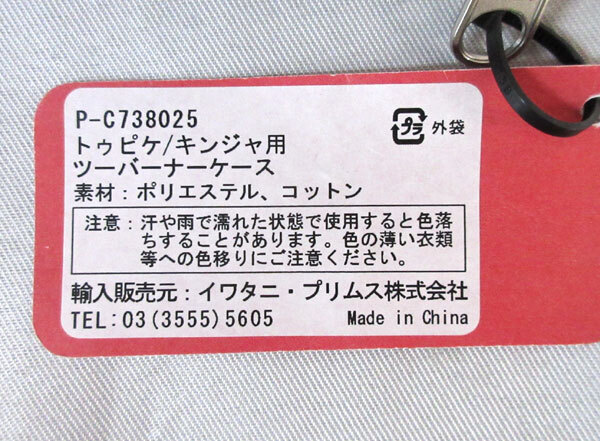 P-C738025
トゥピケ/キンジャ用
ツーバーナーケース
素材：ポリエステル、コットン
プラ 外袋
注意：汗や雨で濡れた状態で使用すると色落
ちすることがあります。色の薄い衣類
等への色移りにご注意ください。
輸入販売元：イワタニ・プリムス株式会社
TEL:03(3555)5605 Made in China